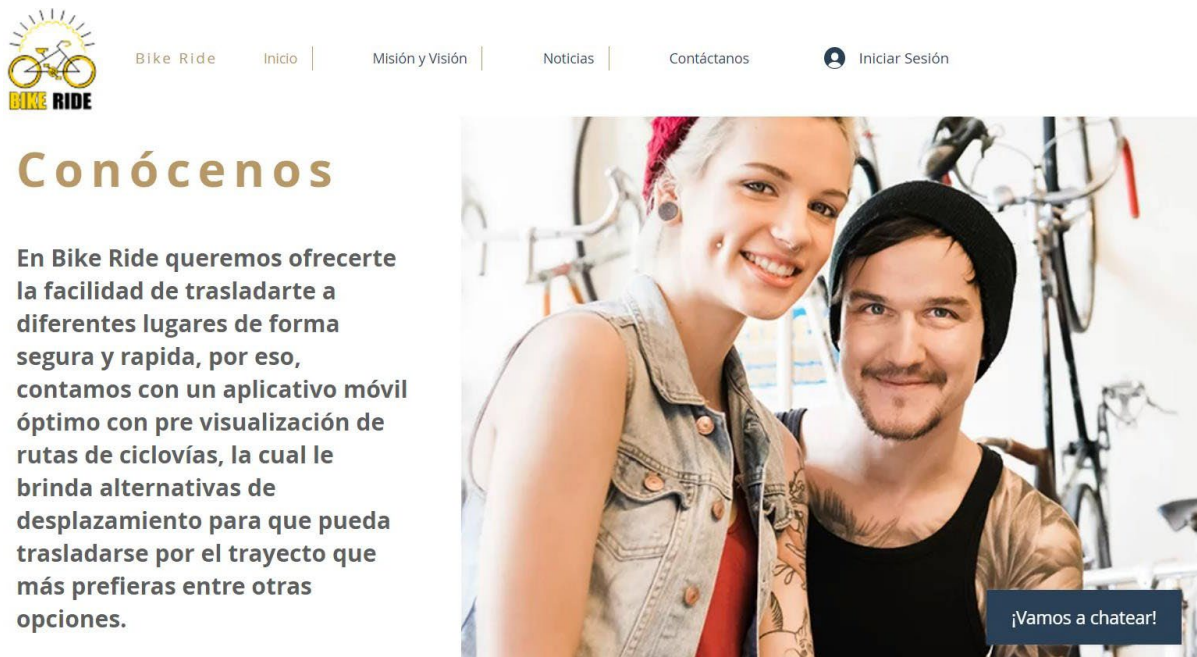 BIKE RIDE
Bike Ride
Inicio
Misión y Visión
Noticias
Contáctanos
Iniciar Sesión
Conócenos
En Bike Ride queremos ofrecerte
la facilidad de trasladarte a
diferentes lugares de forma
segura y rapida, por eso,
contamos con un aplicativo móvil
óptimo con pre visualización de
rutas de ciclovías, la cual le
brinda alternativas de
desplazamiento para que pueda
trasladarse por el trayecto que
más prefieras entre otras
opciones.
¡Vamos a chatear!